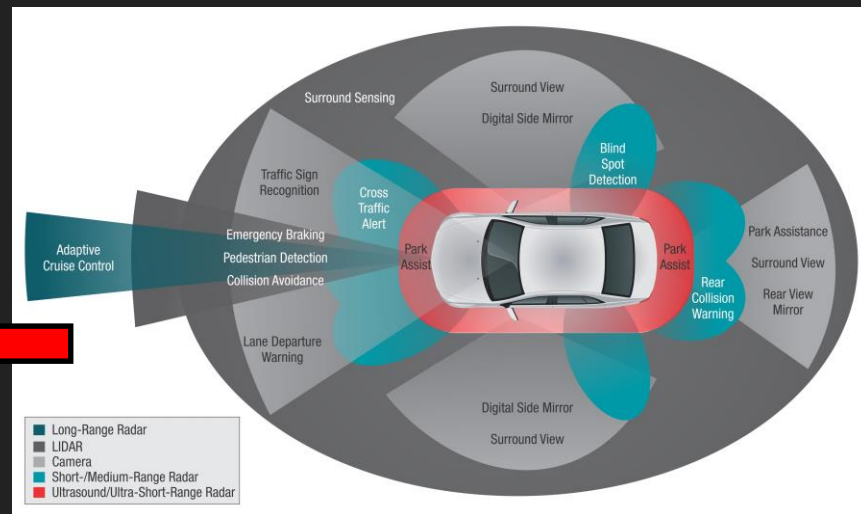 Surround Sensing
Surround View
Digital Side Mirror
Blind
Spot
Detection
Traffic Sign
Recognition
Cross
Traffic
Alert
Adaptive
Cruise Control
Emergency Braking
Pedestrian Detection
Collision Avoidance
Park
Assist
Park
Assist
Rear
Collision
Warning
Park Assistance
Surround View
Rear View
Mirror
Lane Departure
Warning
Digital Side Mirror
Surround View
Long-Range Radar
LIDAR
Camera
Short-/Medium-Range Radar
Ultrasound/Ultra-Short-Range Radar